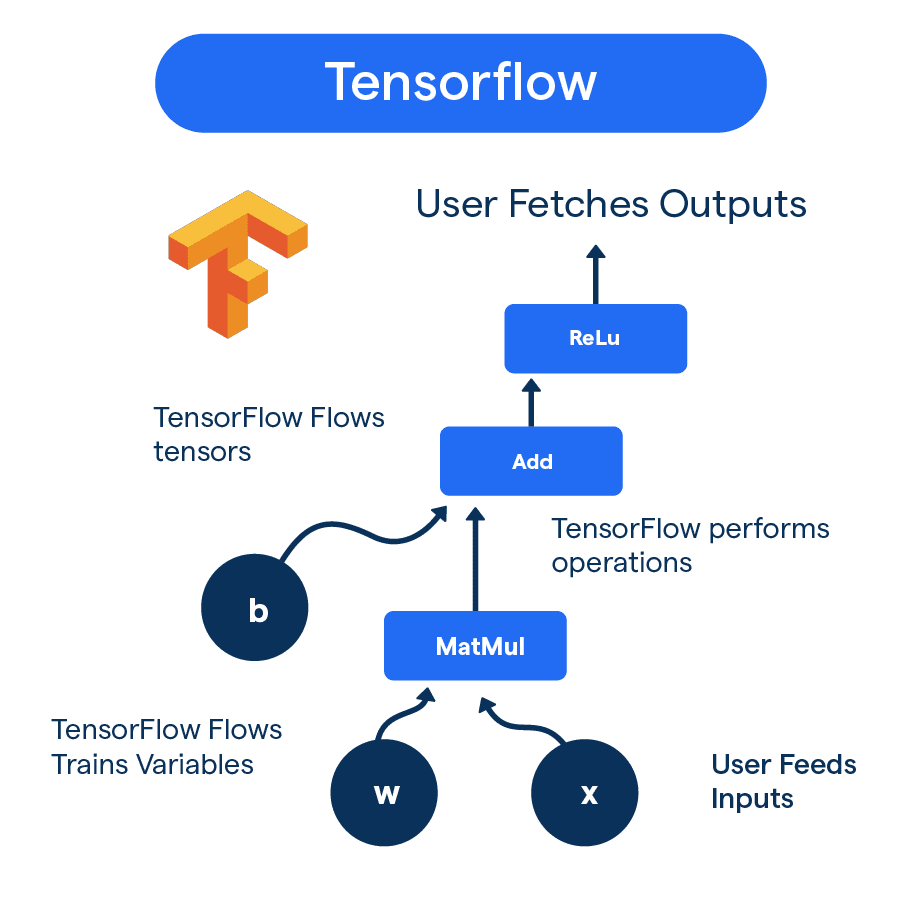 Tensorflow
User Fetches Outputs
ReLu
TensorFlow Flows
tensors
Add
TensorFlow performs
operations
b
MatMul
TensorFlow Flows
Trains Variables
w
x
User Feeds
Inputs